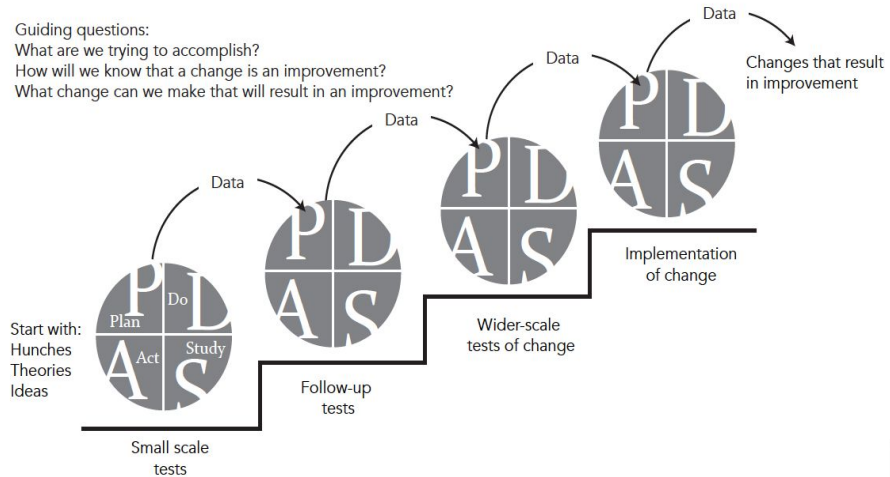 Guiding questions:
What are we trying to accomplish?
How will we know that a change is an improvement?
What change can we make that will result in an improvement?
Data
Changes that result
in improvement
Data
Data
Data
P D
A S
P D
A S
P D
A S
Implementation
of change
Wider-scale
tests of change
Follow-up
tests
Start with:
Hunches
Theories
Ideas
P D
Plan Do
A S
Act Study
Small scale
tests